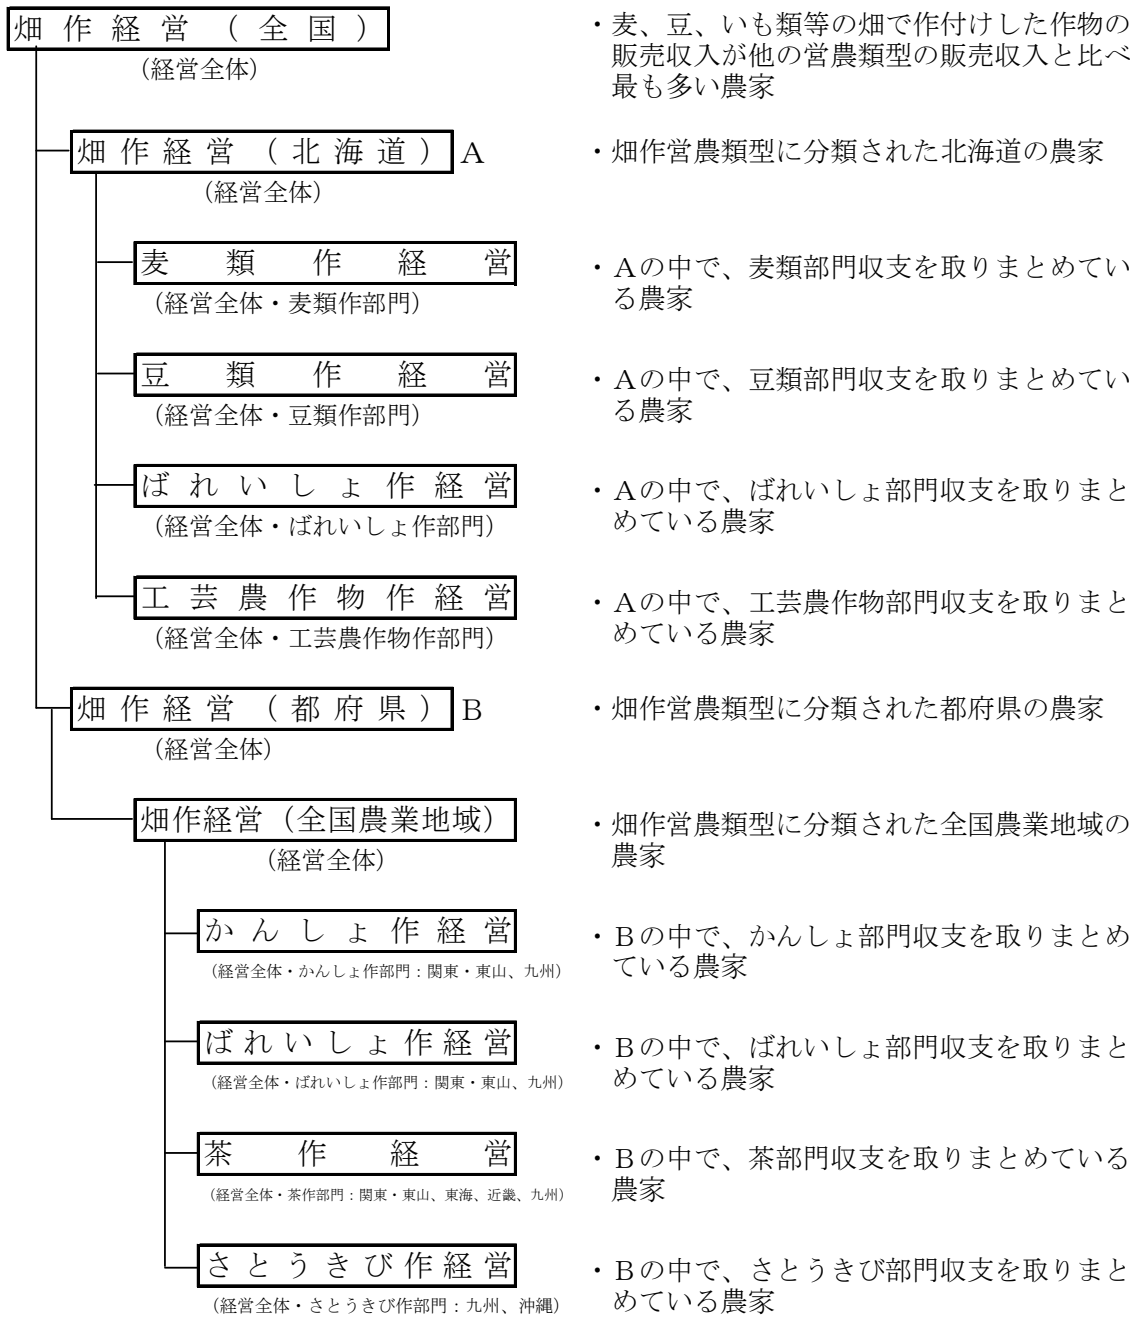 畑作経営（全国）
（経営全体）
・麦、豆、いも類等の畑で作付けした作物の
販売収入が他の営農類型の販売収入と比べ
最も多い農家
畑作経営（北海道） A
（経営全体）
・畑作営農類型に分類された北海道の農家
麦類作経営
（経営全体・麦類作部門）
・Aの中で、麦類部門収支を取りまとめてい
る農家
豆類作経営
（経営全体・豆類作部門）
・Aの中で、豆類部門収支を取りまとめてい
る農家
ばれいしょ作経営
（経営全体・ばれいしょ作部門）
・Aの中で、ばれいしょ部門収支を取りまと
めている農家
工芸農作物作経営
（経営全体・工芸農作物作部門）
・Aの中で、工芸農作物部門収支を取りまと
めている農家
畑作経営（都府県） B
（経営全体）
・畑作営農類型に分類された都府県の農家
畑作経営（全国農業地域）
（経営全体）
・畑作営農類型に分類された全国農業地域の
農家
かんしょ作経営
（経営全体・かんしょ作部門：関東・東山、九州）
・Bの中で、かんしょ部門収支を取りまとめ
ている農家
ばれいしょ作経営
（経営全体・ばれいしょ作部門：関東・東山、九州）
・Bの中で、ばれいしょ部門収支を取りまと
めている農家
茶作経営
（経営全体・茶作部門：関東・東山、東海、近畿、九州）
・Bの中で、茶部門収支を取りまとめている
農家
さとうきび作経営
（経営全体・さとうきび作部門：九州、沖縄）
・Bの中で、さとうきび部門収支を取りまと
めている農家